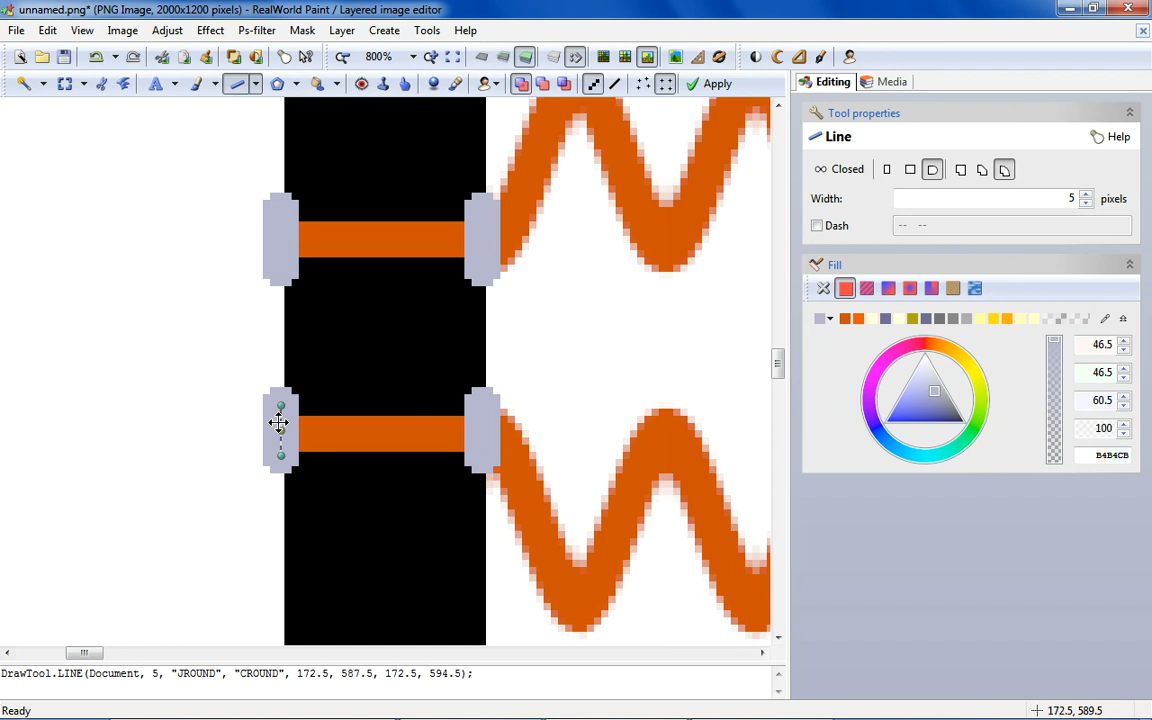 unnamed.png* (PNG Image, 2000x1200 pixels) - RealWorld Paint / Layered image editor
File Edit View Image Adjust Effect Ps-filter Mask Layer Create Tools Help
800%
Apply
Editing Media
Tool properties
Line Help
Closed
Width: 5 pixels
Dash -- --
Fill
46.5
46.5
60.5
100
B4B4CB
DrawTool.LINE(Document, 5, "JROUND", "CROUND", 172.5, 587.5, 172.5, 594.5);
Ready 172.5, 589.5